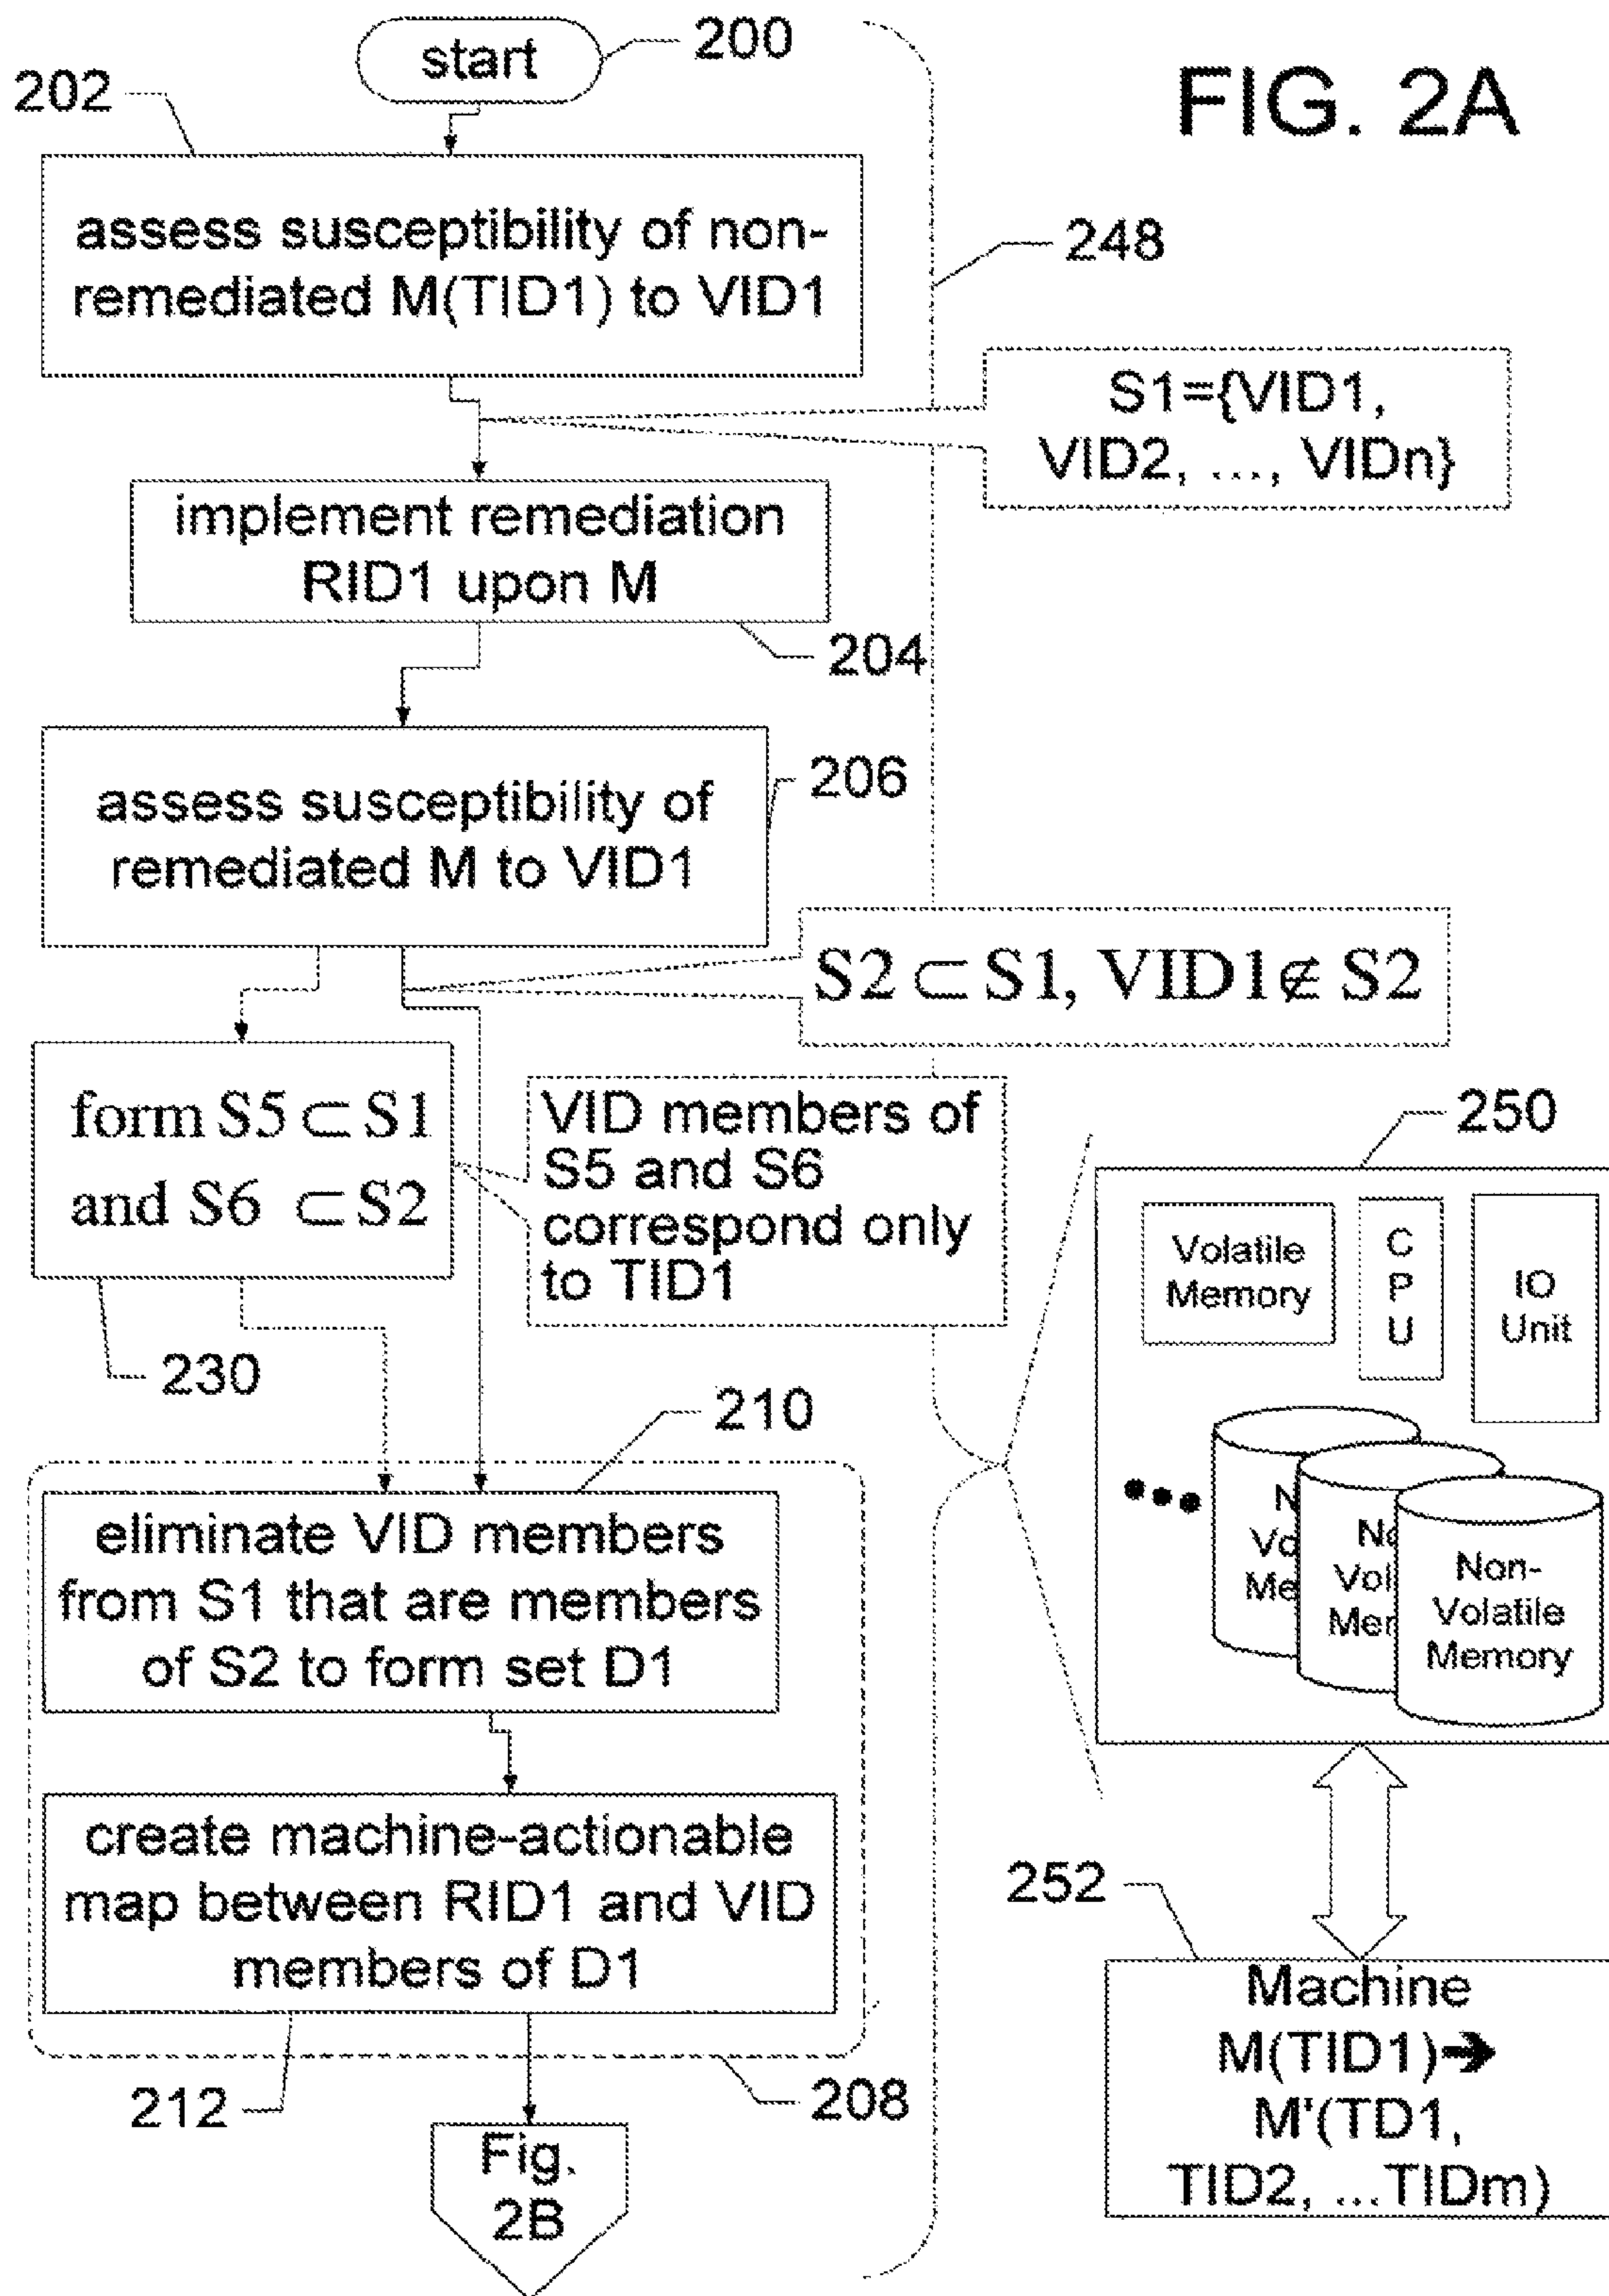 200
start
FIG. 2A
202
assess susceptibility of non-
remediated M(TID1) to VID1
248
S1={VID1,
VID2, ..., VIDn}
implement remediation
RID1 upon M
204
assess susceptibility of
remediated M to VID1
206
S2 ⊂ S1, VID1 ∉ S2
form S5 ⊂ S1
and S6 ⊂ S2
VID members of
S5 and S6
correspond only
to TID1
230
250
Volatile
Memory
C
P
U
IO
Unit
N
Vo
Me
No
Vol
Mer
Non-
Volatile
Memory
210
eliminate VID members
from S1 that are members
of S2 to form set D1
create machine-actionable
map between RID1 and VID
members of D1
212
208
Fig.
2B
252
Machine
M(TID1)➔
M'(TD1,
TID2, ...TIDm)